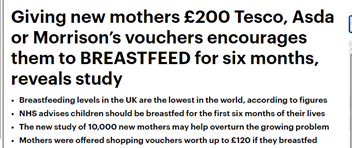 Giving new mothers £200 Tesco, Asda
or Morrison's vouchers encourages
them to BREASTFEED for six months,
reveals study
• Breastfeeding levels in the UK are the lowest in the world, according to figures
• NHS advises children should be breastfed for the first six months of their lives
• The new study of 10,000 new mothers may help overturn the growing problem
• Mothers were offered shopping vouchers worth up to £120 if they breastfed